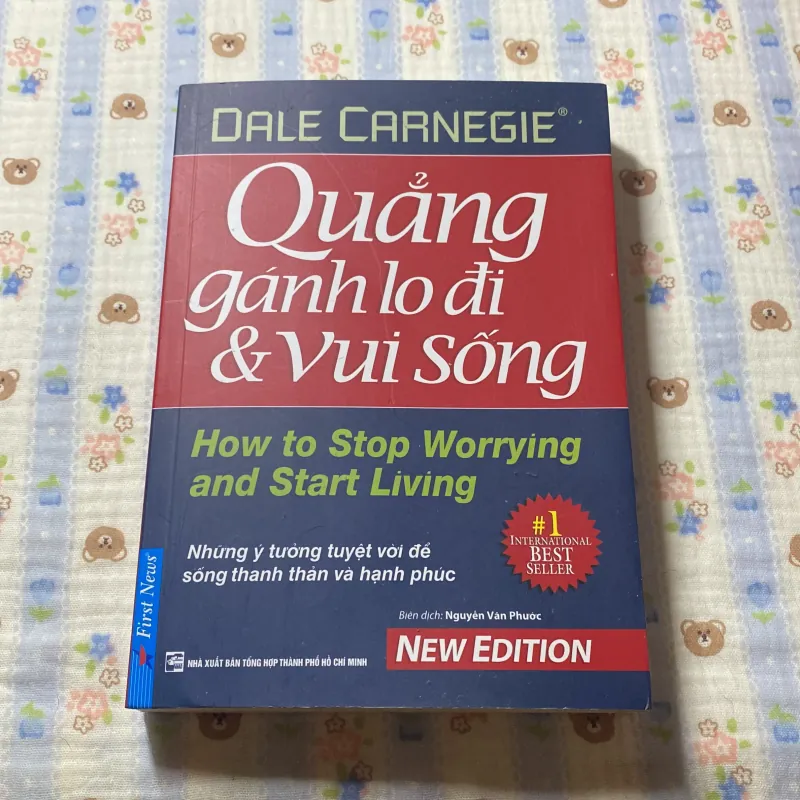 DALE CARNEGIE®
Quẳng
gánh lo đi
& vui sống
How to Stop Worrying
and Start Living
#1
INTERNATIONAL
BEST
SELLER
Những ý tưởng tuyệt vời để
sống thanh thản và hạnh phúc
First News®
Biên dịch: Nguyễn Văn Phước
NEW EDITION
NHÀ XUẤT BẢN TỔNG HỢP THÀNH PHỐ HỒ CHÍ MINH